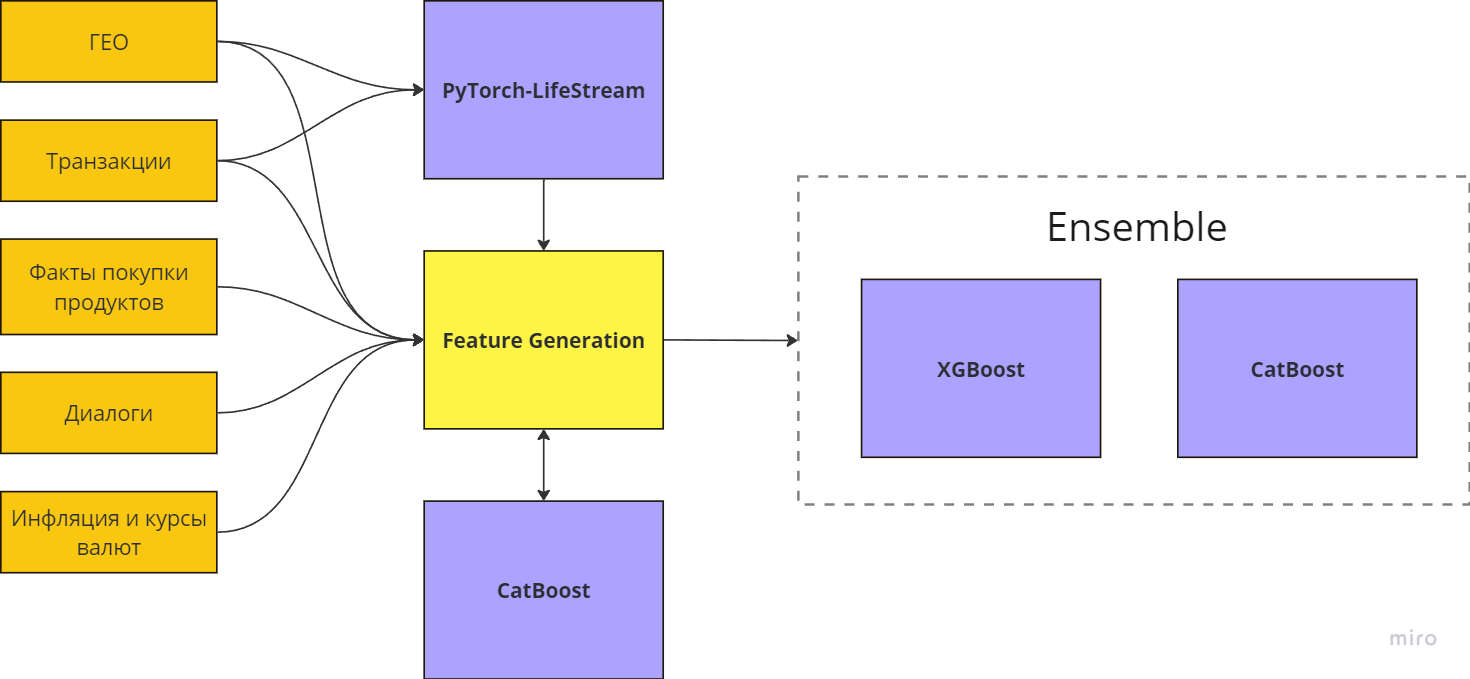 ГЕО
Транзакции
Факты покупки
продуктов
Диалоги
Инфляция и курсы
валют
PyTorch-LifeStream
Feature Generation
CatBoost
Ensemble
XGBoost
CatBoost
miro